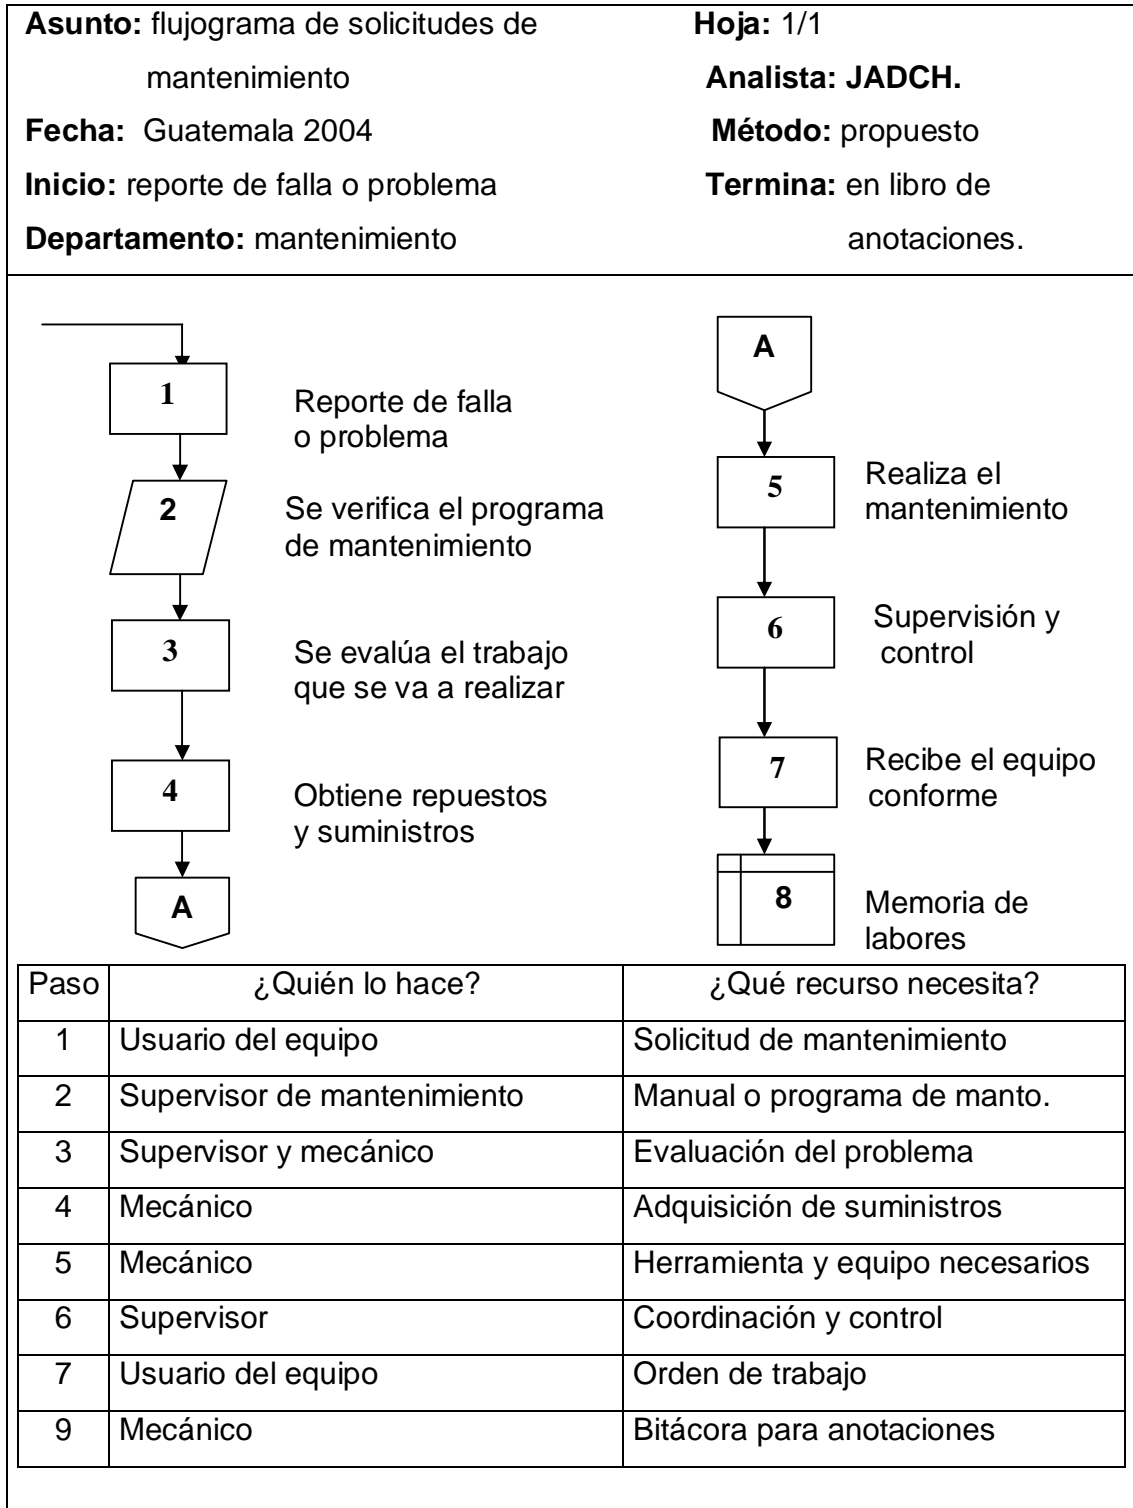 Asunto: flujograma de solicitudes de
mantenimiento
Fecha: Guatemala 2004
Inicio: reporte de falla o problema
Departamento: mantenimiento
Hoja: 1/1
Analista: JADCH.
Método: propuesto
Termina: en libro de
anotaciones.
1
Reporte de falla
o problema
2
Se verifica el programa
de mantenimiento
3
Se evalúa el trabajo
que se va a realizar
4
Obtiene repuestos
y suministros
A
A
5
Realiza el
mantenimiento
6
Supervisión y
control
7
Recibe el equipo
conforme
8
Memoria de
labores
Paso ¿Quién lo hace? ¿Qué recurso necesita?
1 Usuario del equipo Solicitud de mantenimiento
2 Supervisor de mantenimiento Manual o programa de manto.
3 Supervisor y mecánico Evaluación del problema
4 Mecánico Adquisición de suministros
5 Mecánico Herramienta y equipo necesarios
6 Supervisor Coordinación y control
7 Usuario del equipo Orden de trabajo
9 Mecánico Bitácora para anotaciones